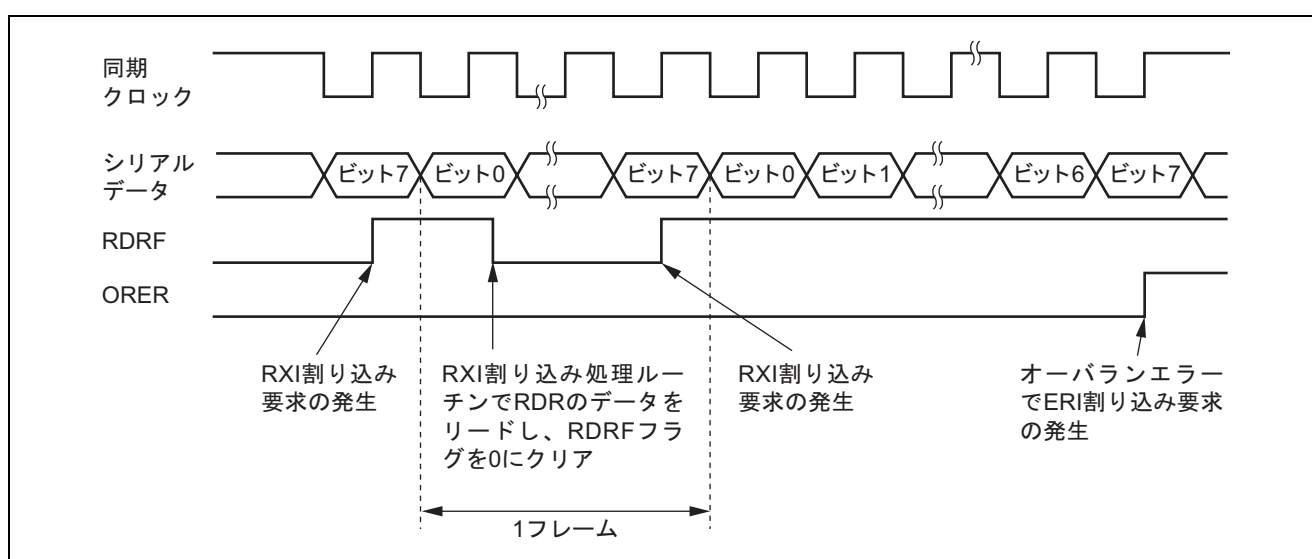 同期
クロック
シリアル
データ
ビット7 ビット0 ビット7 ビット0 ビット1 ビット6 ビット7
RDRF
ORER
RXI割り込み
要求の発生
RXI割り込み処理ルー
チンでRDRのデータを
リードし、RDRFフラ
グを0にクリア
RXI割り込み
要求の発生
オーバランエラー
でERI割り込み要求
の発生
1フレーム